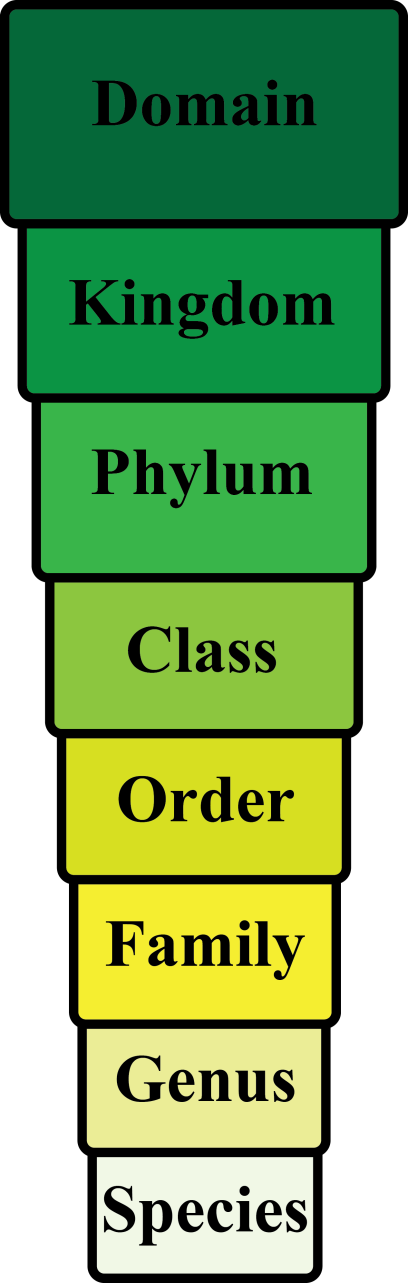 Domain
Kingdom
Phylum
Class
Order
Family
Genus
Species